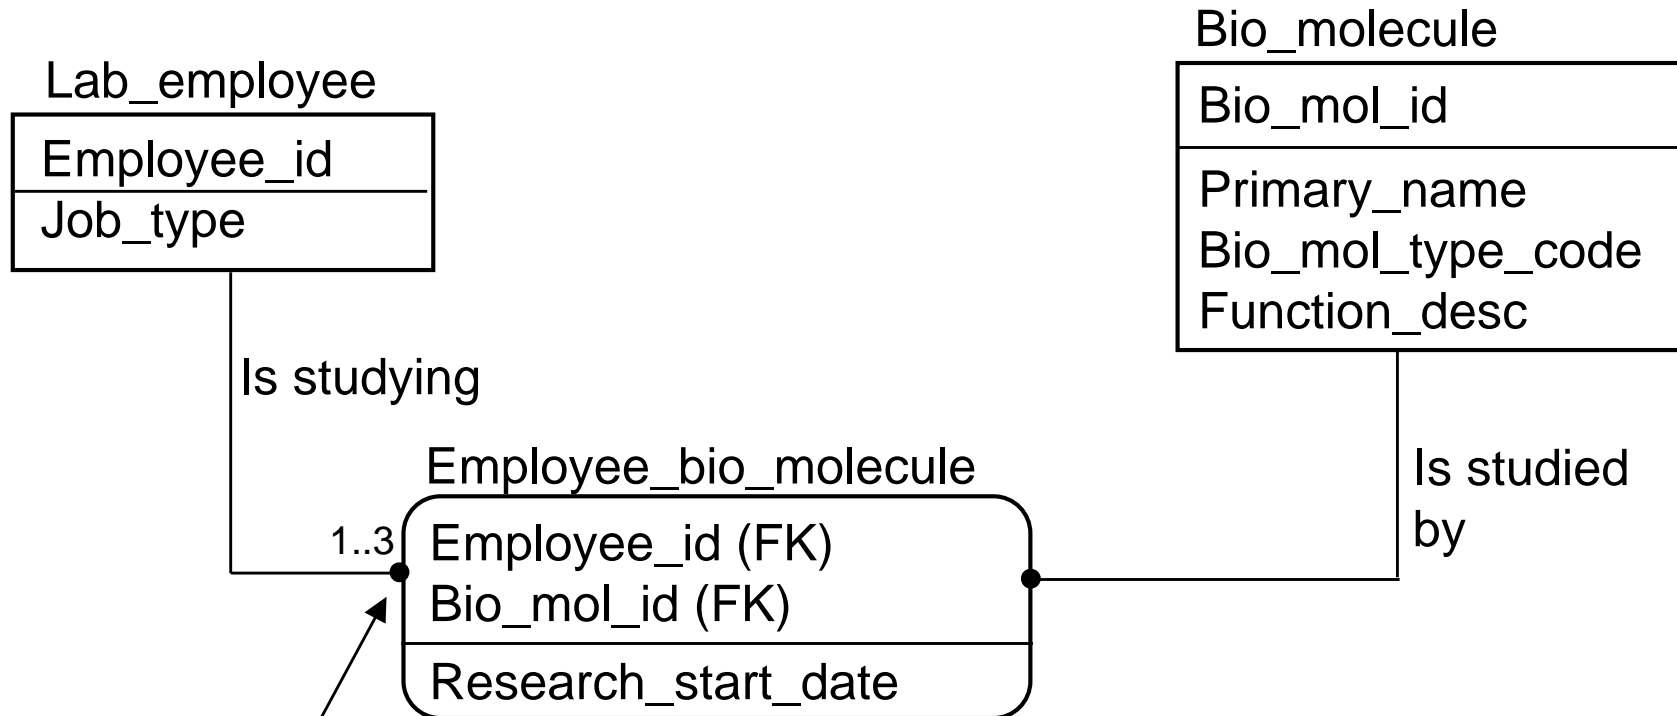 Bio_molecule
Lab_employee
Bio_mol_id
Employee_id
Primary_name
Job_type
Bio_mol_type_code
Function_desc
Is studying
Employee_bio_molecule
Is studied
by
1..3
Employee_id (FK)
Bio_mol_id (FK)
Research_start_date